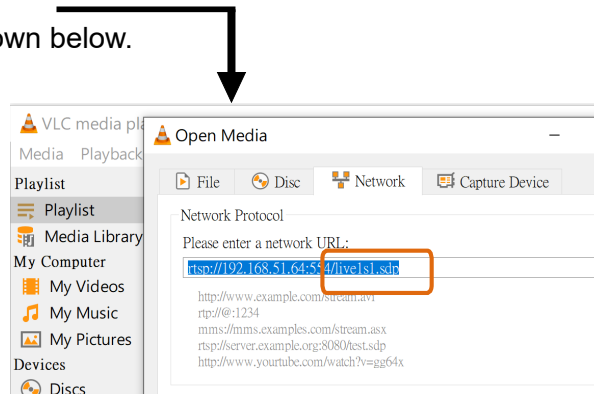 own below.
VLC media pla
Open Media
Media Playback
File Disc Network Capture Device
Playlist
Playlist
Media Library
My Computer
My Videos
My Music
My Pictures
Devices
Discs
Network Protocol
Please enter a network URL:
rtsp://192.168.51.64:554/live1s1.sdp
http://www.example.com/stream.avi
rtp://@:1234
mms://mms.examples.com/stream.asx
rtsp://server.example.org:8080/test.sdp
http://www.yourtube.com/watch?v=gg64x